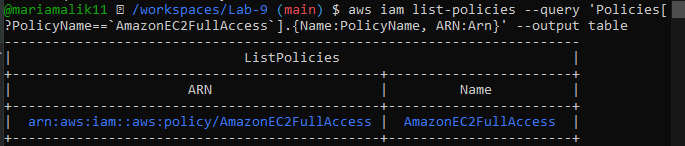 @mariamalik11 /workspaces/Lab-9 (main) $ aws iam list-policies --query 'Policies[
?PolicyName==`AmazonEC2FullAccess`].{Name:PolicyName, ARN:Arn}' --output table
-----------------------------------------------------------------------
| ListPolicies |
+----------------------------------------------+------------------------+
| ARN | Name |
+----------------------------------------------+------------------------+
| arn:aws:iam::aws:policy/AmazonEC2FullAccess | AmazonEC2FullAccess |
+----------------------------------------------+------------------------+